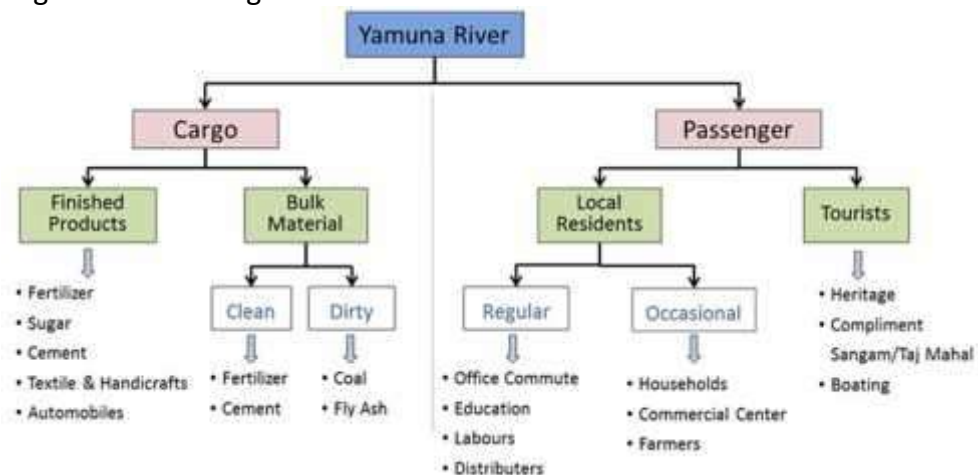 Yamuna River
Cargo
Passenger
Finished
Products
Bulk
Material
Local
Residents
Tourists
• Fertilizer
• Sugar
• Cement
• Textile & Handicrafts
• Automobiles
Clean
Dirty
• Fertilizer
• Cement
• Coal
• Fly Ash
Regular
Occasional
• Office Commute
• Education
• Labours
• Distributers
• Households
• Commercial Center
• Farmers
• Heritage
• Compliment
Sangam/Taj Mahal
• Boating